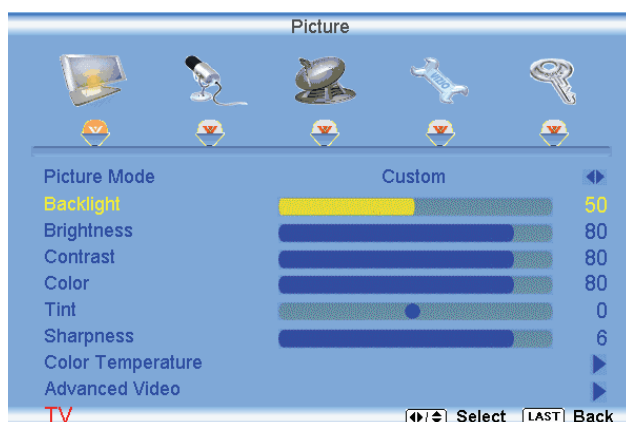 Picture
VIZIO
Picture Mode Custom
Backlight 50
Brightness 80
Contrast 80
Color 80
Tint 0
Sharpness 6
Color Temperature
Advanced Video
TV / Select LAST Back